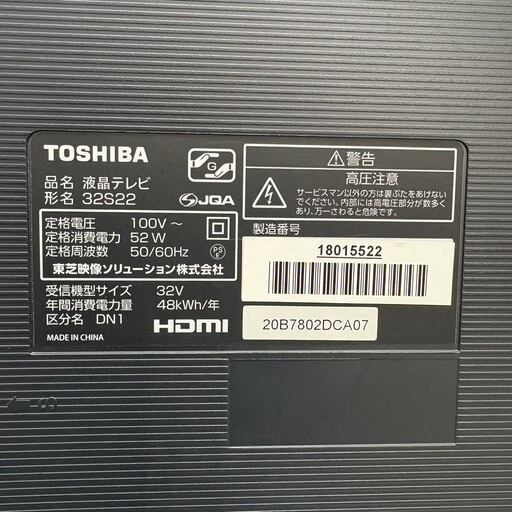 TOSHIBA
品名 液晶テレビ
形名 32S22
G
JQA
定格電圧 100V～
定格消費電力 52W
定格周波数 50/60Hz
PS
E
東芝映像ソリューション株式会社
受信機型サイズ 32V
年間消費電力量 48kWh/年
区分名 DN1
MADE IN CHINA
HDMI
警告
高圧注意
サービスマン以外の方は裏ぶたをあけないで
ください。内部には高電圧部分が数多く
あり、万一さわると危険です。
製造番号
18015522
20B7802DCA07